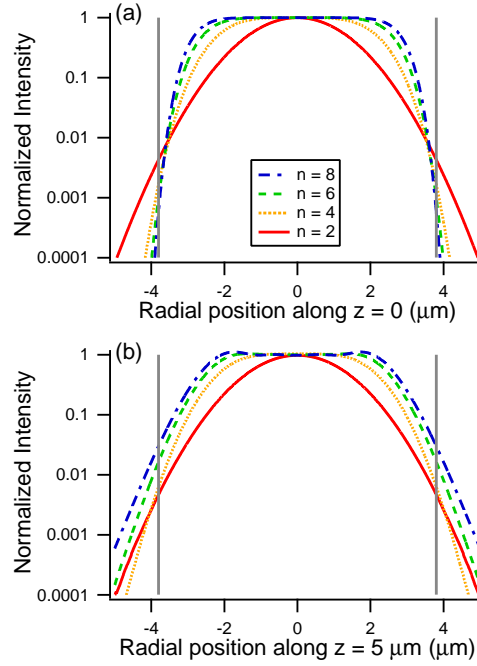 (a)
Normalized Intensity
1
0.1
0.01
0.001
0.0001
n = 8
n = 6
n = 4
n = 2
-4 -2 0 2 4
Radial position along z = 0 (μm)
(b)
Normalized Intensity
1
0.1
0.01
0.001
0.0001
-4 -2 0 2 4
Radial position along z = 5 μm (μm)